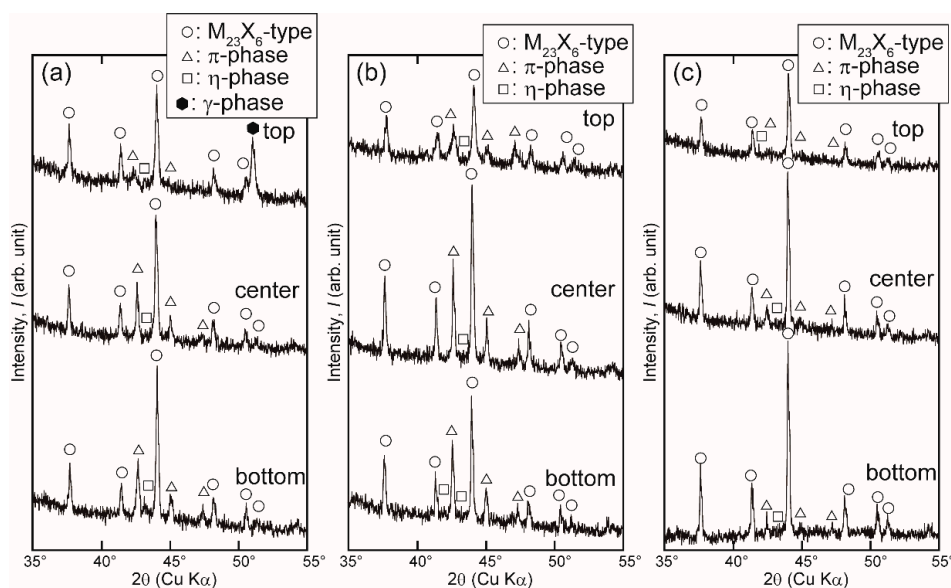 (a)
○: M₂₃X₆-type
△: π-phase
□: η-phase
⬢: γ-phase
top
center
bottom
Intensity, I (arb. unit)
35° 40 45 50 55°
2θ (Cu Kα)
(b)
○: M₂₃X₆-type
△: π-phase
□: η-phase
top
center
bottom
Intensity, I (arb. unit)
35° 40 45 50 55°
2θ (Cu Kα)
(c)
○: M₂₃X₆-type
△: π-phase
□: η-phase
top
center
bottom
Intensity, I (arb. unit)
35° 40 45 50 55°
2θ (Cu Kα)